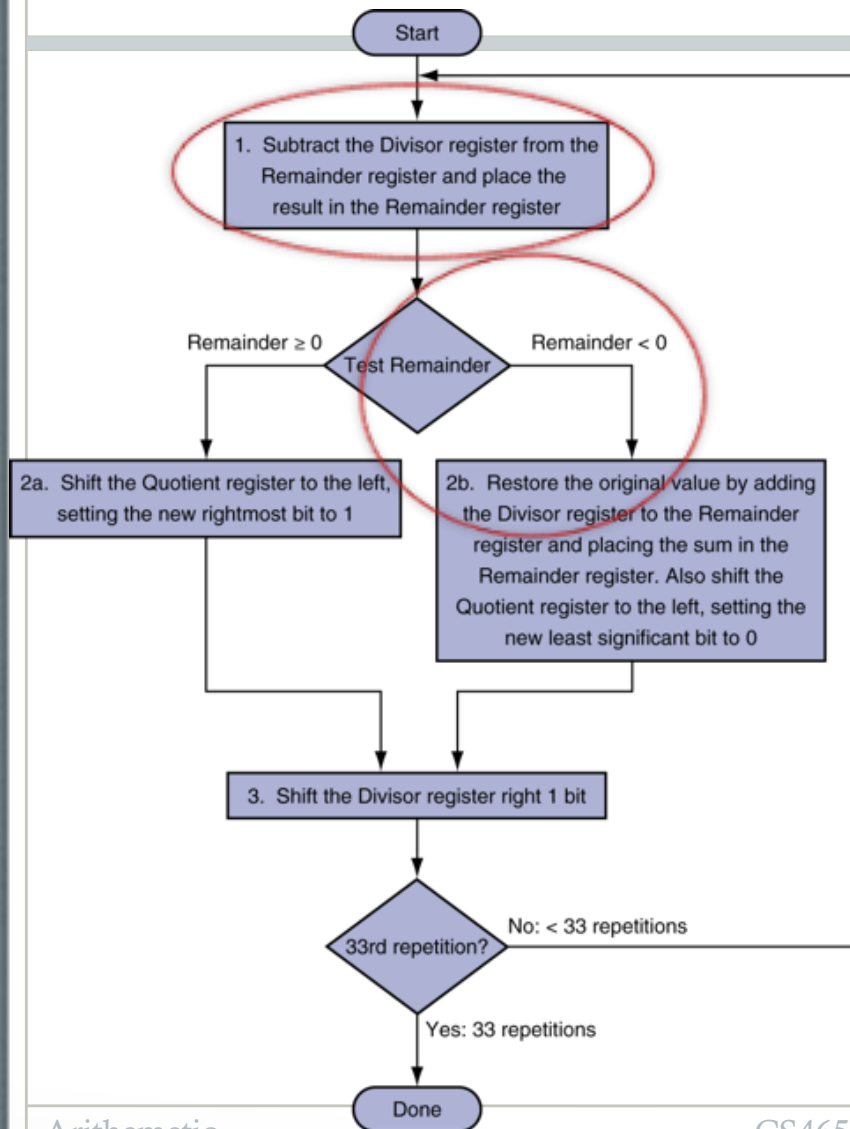 Start
1. Subtract the Divisor register from the
Remainder register and place the
result in the Remainder register
Remainder ≥ 0
Test Remainder
Remainder < 0
2a. Shift the Quotient register to the left,
setting the new rightmost bit to 1
2b. Restore the original value by adding
the Divisor register to the Remainder
register and placing the sum in the
Remainder register. Also shift the
Quotient register to the left, setting the
new least significant bit to 0
3. Shift the Divisor register right 1 bit
33rd repetition?
No: < 33 repetitions
Yes: 33 repetitions
Done
Arithmetic
CS465